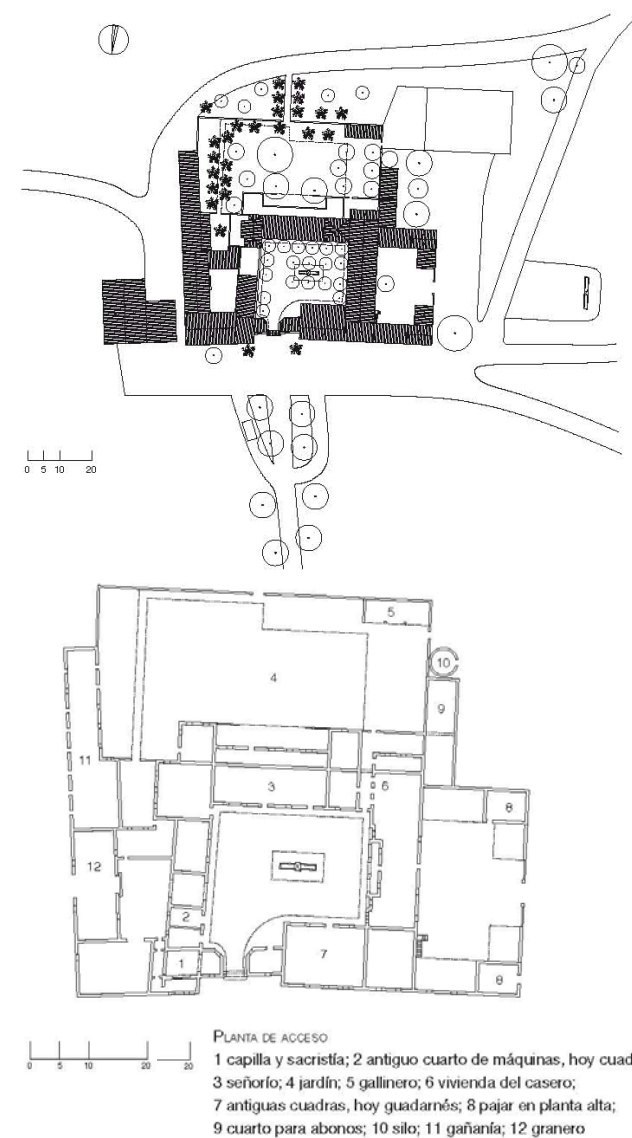 0 5 10 20
5
10
4
9
11
3
6
8
12
2
1
7
8
0 5 10 20 20
PLANTA DE ACCESO
1 capilla y sacristía; 2 antiguo cuarto de máquinas, hoy cuad
3 señorío; 4 jardín; 5 gallinero; 6 vivienda del casero;
7 antiguas cuadras, hoy guadarnés; 8 pajar en planta alta;
9 cuarto para abonos; 10 silo; 11 gañanía; 12 granero